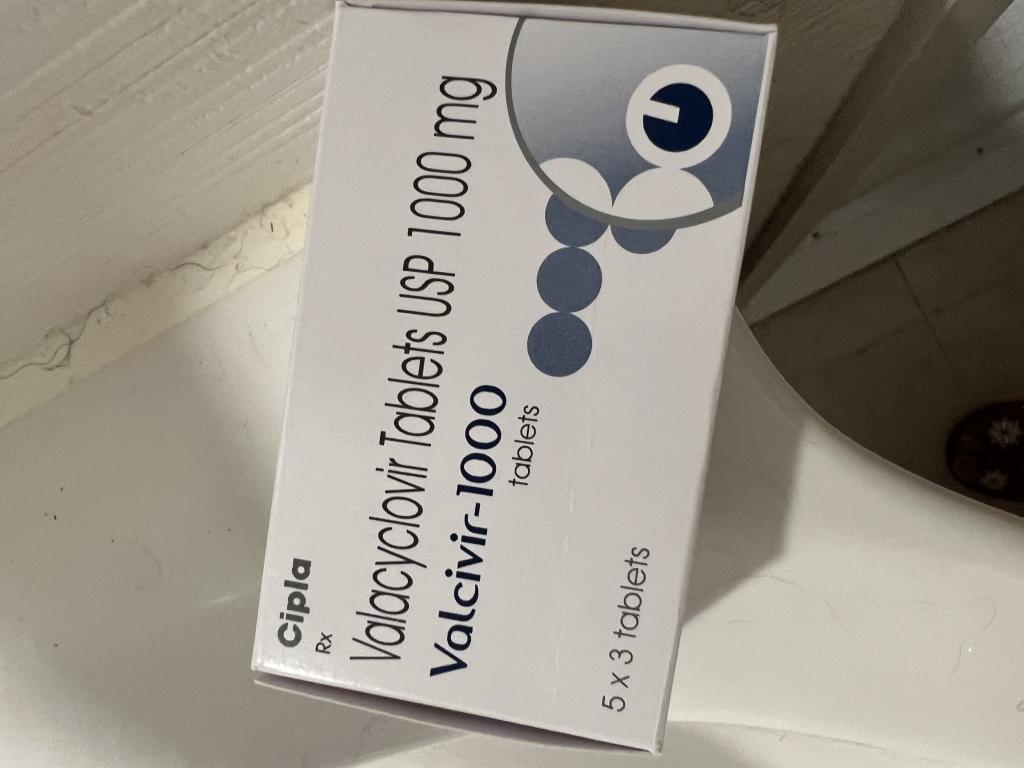 Cipla
Rx
Valacyclovir Tablets USP 1000 mg
Valcivir-1000
tablets
5 x 3 tablets